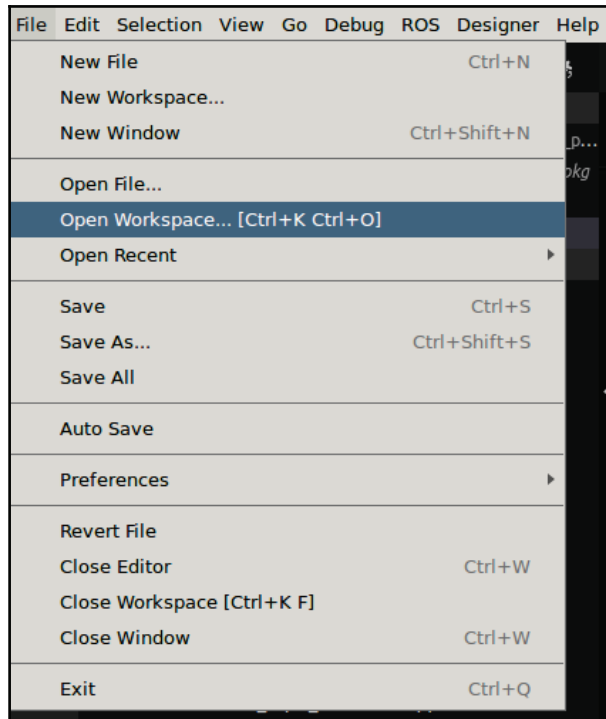 File Edit Selection View Go Debug ROS Designer Help
New File Ctrl+N
New Workspace...
New Window Ctrl+Shift+N
_p...
Open File...
pkg
Open Workspace... [Ctrl+K Ctrl+O]
Open Recent
Save Ctrl+S
Save As... Ctrl+Shift+S
Save All
Auto Save
Preferences
Revert File
Close Editor Ctrl+W
Close Workspace [Ctrl+K F]
Close Window Ctrl+W
Exit Ctrl+Q